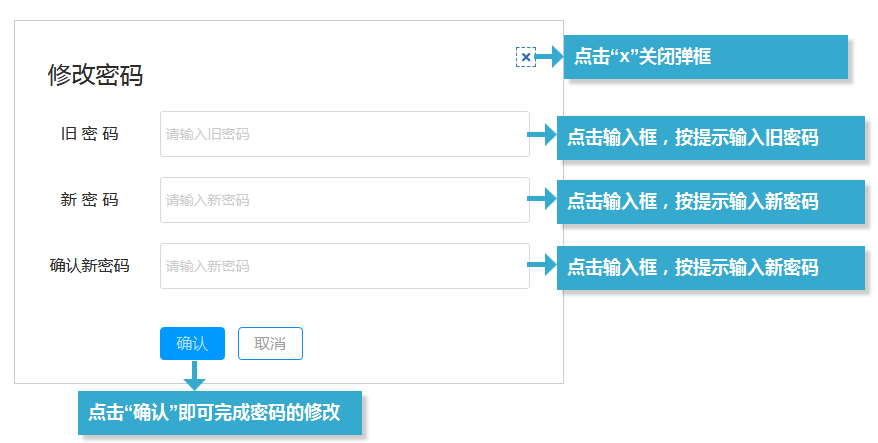 点击“x”关闭弹框
修改密码
旧 密 码
请输入旧密码
点击输入框，按提示输入旧密码
新 密 码
请输入新密码
点击输入框，按提示输入新密码
确认新密码
请输入新密码
点击输入框，按提示输入新密码
确认
取消
点击“确认”即可完成密码的修改